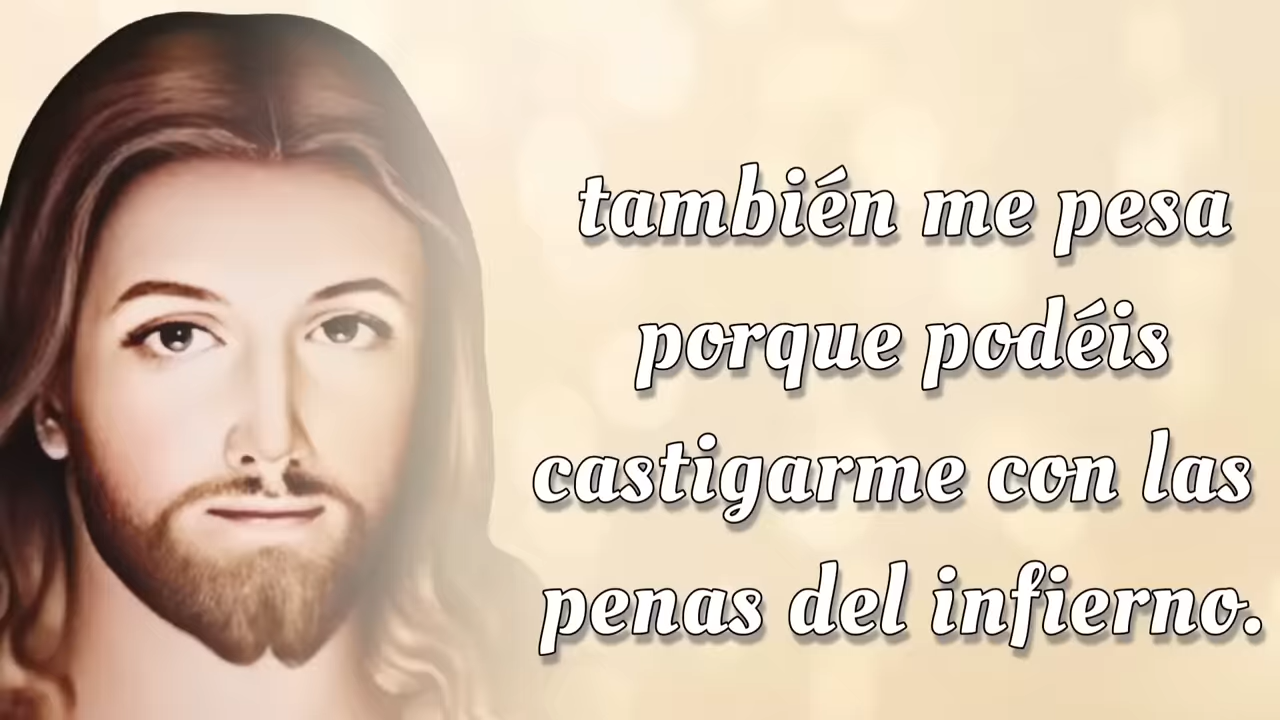 también me pesa
porque podéis
castigarme con las
penas del infierno.